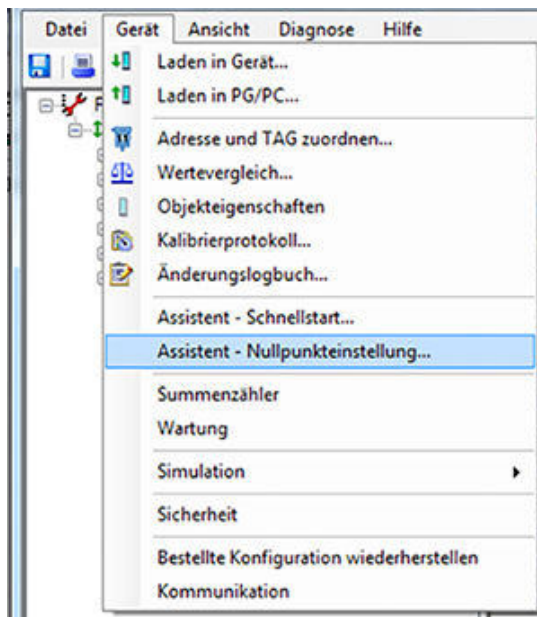 Datei Gerät Ansicht Diagnose Hilfe
Laden in Gerät...
Laden in PG/PC...
Adresse und TAG zuordnen...
Wertevergleich...
Objekteigenschaften
Kalibrierprotokoll...
Änderungslogbuch...
Assistent - Schnellstart...
Assistent - Nullpunkteinstellung...
Summenzähler
Wartung
Simulation
Sicherheit
Bestellte Konfiguration wiederherstellen
Kommunikation